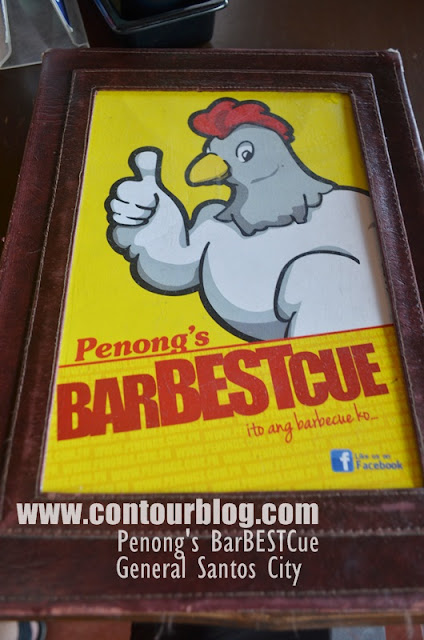 Penong's
BARBESTCUE
ito ang barbecue ko...
f
Like us on
Facebook
www.contourblog.com
Penong's BarBESTCue
General Santos City